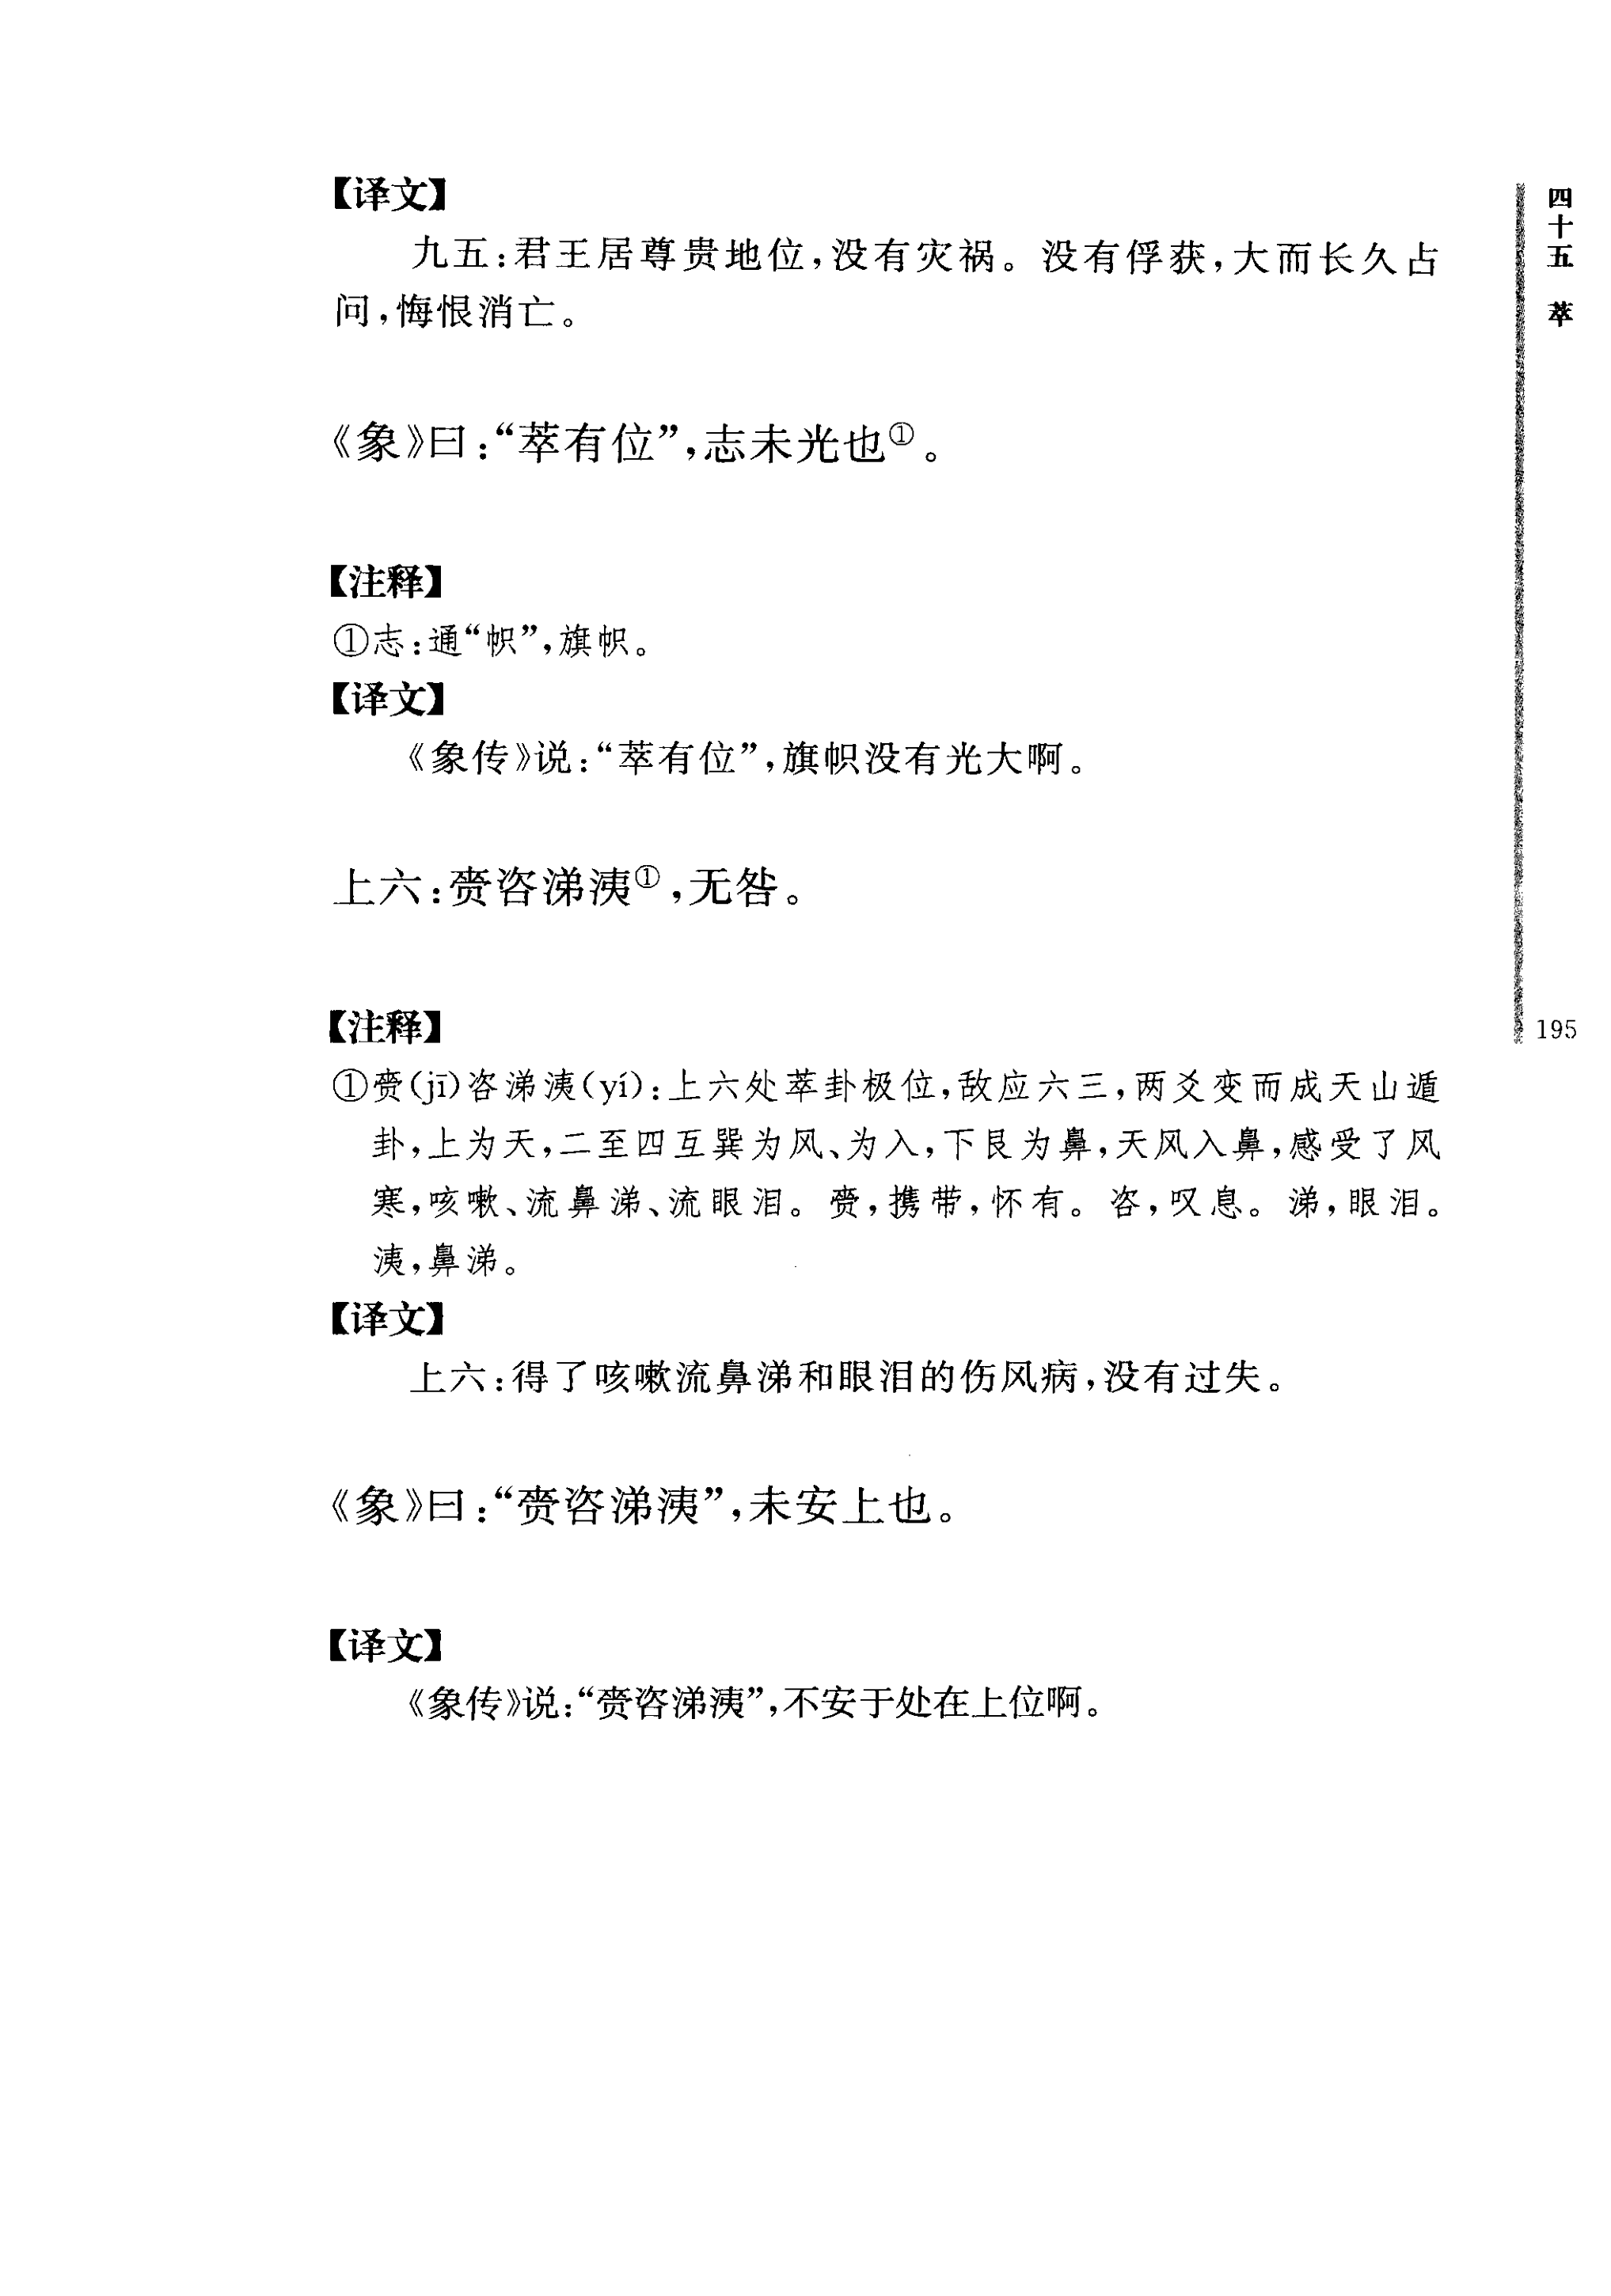 【译文】
九五:君王居尊贵地位,没有灾祸。没有俘获,大而长久占
问,悔恨消亡。
《象》曰:“萃有位”,志未光也①。
【注释】
①志:通“帜”,旗帜。
【译文】
《象传》说:“萃有位”,旗帜没有光大啊。
上六:赍咨涕洟①,无咎。
【注释】
①赍(jī)咨涕洟(yí):上六处萃卦极位,敌应六三,两爻变而成天山遁
卦,上为天,二至四互巽为风、为入,下艮为鼻,天风入鼻,感受了风
寒,咳嗽、流鼻涕、流眼泪。赍,携带,怀有。咨,叹息。涕,眼泪。
洟,鼻涕。
【译文】
上六:得了咳嗽流鼻涕和眼泪的伤风病,没有过失。
《象》曰:“赍咨涕洟”,未安上也。
【译文】
《象传》说:“赍咨涕洟”,不安于处在上位啊。
四十五 萃
195